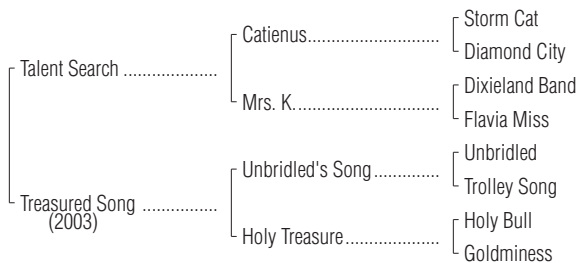 Storm Cat
Catienus...........................
Diamond City
Talent Search ....................
Dixieland Band
Mrs. K..............................
Flavia Miss
Unbridled
Unbridled's Song..............
Trolley Song
Treasured Song ................
(2003)
Holy Bull
Holy Treasure....................
Goldminess